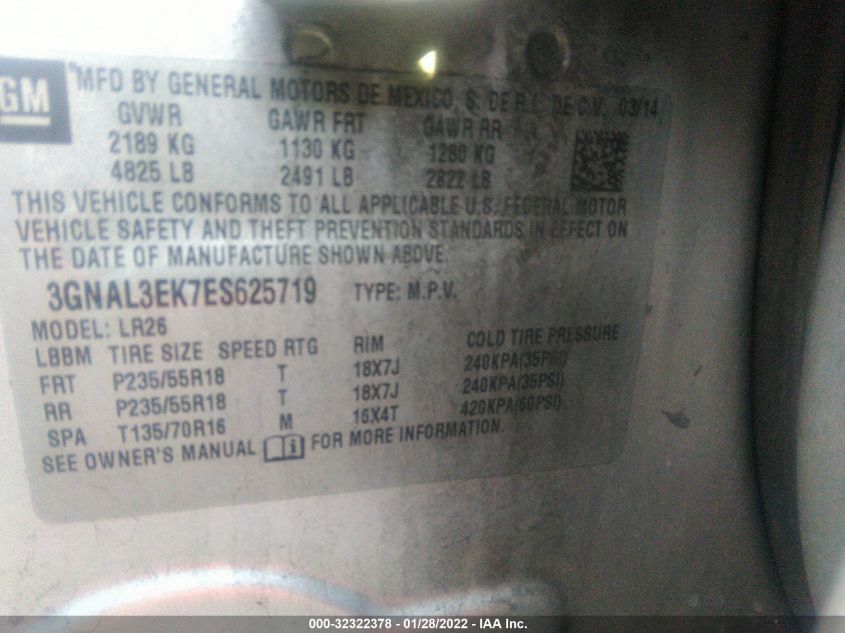 GM
MFD BY GENERAL MOTORS DE MEXICO, S. DE R.L. DE C.V. 03/14
GVWR GAWR FRT GAWR RR
2189 KG 1130 KG 1280 KG
4825 LB 2491 LB 2822 LB
THIS VEHICLE CONFORMS TO ALL APPLICABLE U.S. FEDERAL MOTOR
VEHICLE SAFETY AND THEFT PREVENTION STANDARDS IN EFFECT ON
THE DATE OF MANUFACTURE SHOWN ABOVE.
3GNAL3EK7ES625719 TYPE: M.P.V.
MODEL: LR26
LBBM TIRE SIZE SPEED RTG RIM COLD TIRE PRESSURE
FRT P235/55R18 T 18X7J 240KPA(35PSI)
RR P235/55R18 T 18X7J 240KPA(35PSI)
SPA T135/70R16 M 16X4T 420KPA(60PSI)
SEE OWNER'S MANUAL i FOR MORE INFORMATION.
000-32322378 - 01/28/2022 - IAA Inc.